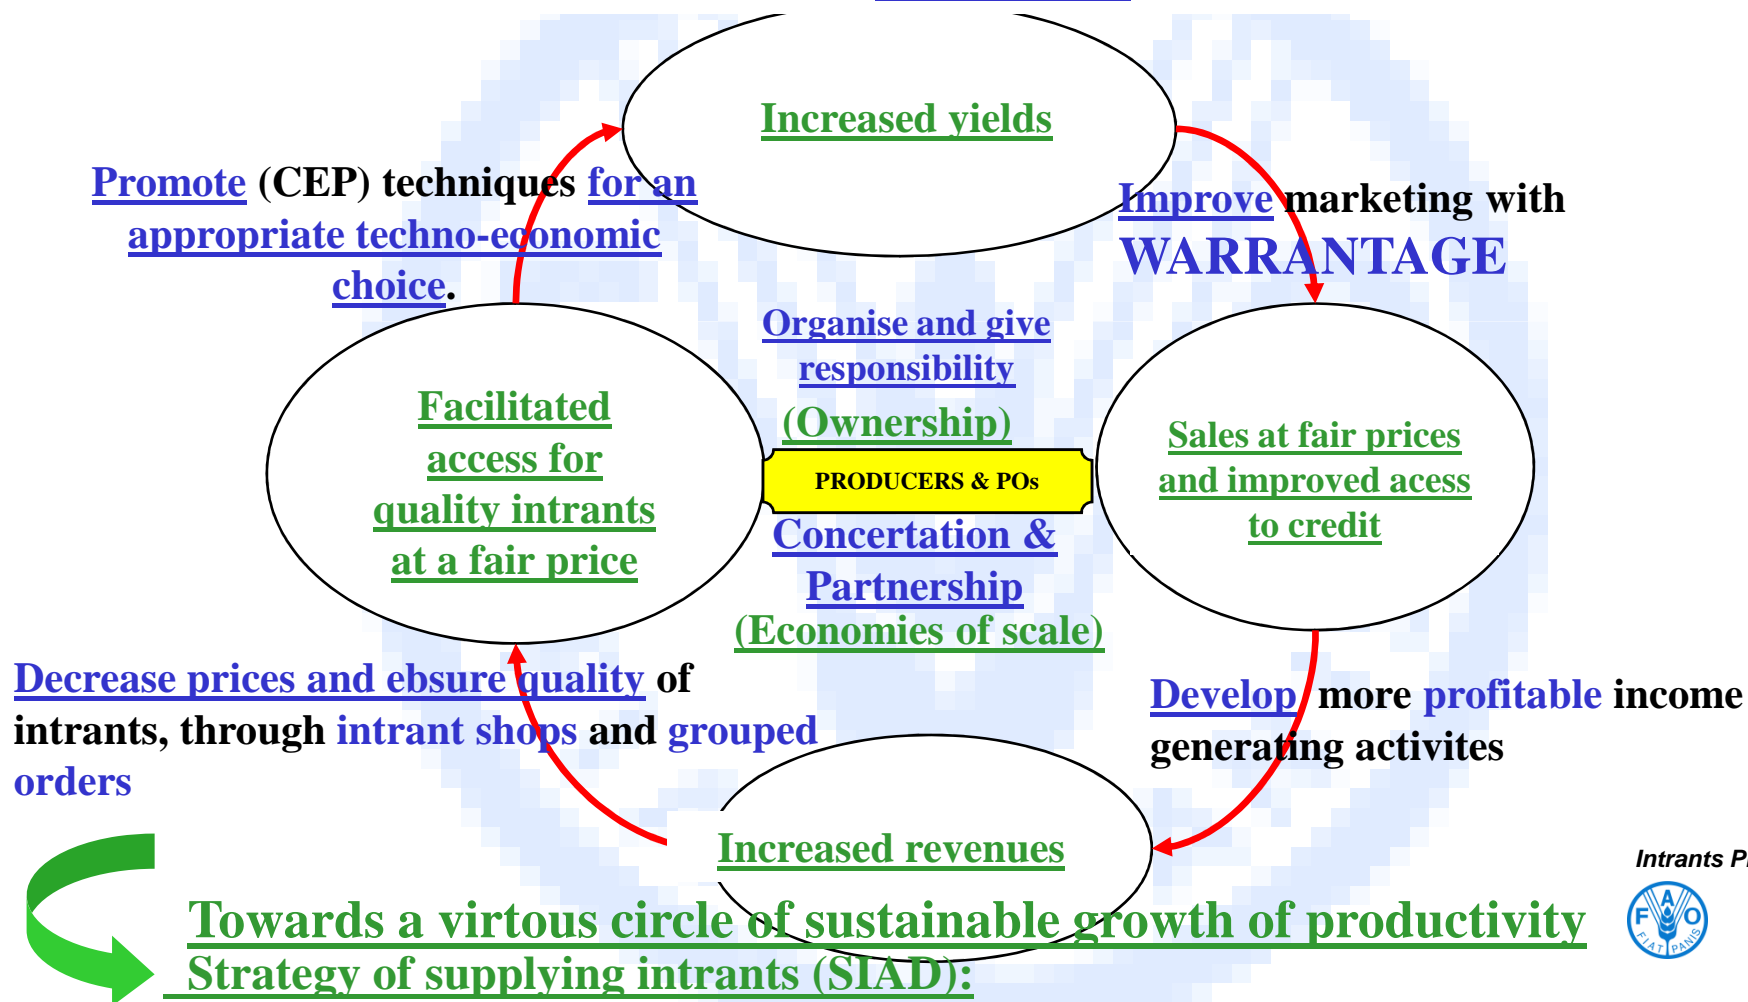 Increased yields
Promote (CEP) techniques for an
appropriate techno-economic
choice.
Improve marketing with
WARRANTAGE
Organise and give
responsibility
(Ownership)
Facilitated
access for
quality intrants
at a fair price
PRODUCERS & POs
Sales at fair prices
and improved acess
to credit
Concertation &
Partnership
(Economies of scale)
Decrease prices and ebsure quality of
intrants, through intrant shops and grouped
orders
Develop more profitable income
generating activites
Increased revenues
Intrants
F A O
FIAT PANIS
Towards a virtous circle of sustainable growth of productivity
Strategy of supplying intrants (SIAD):